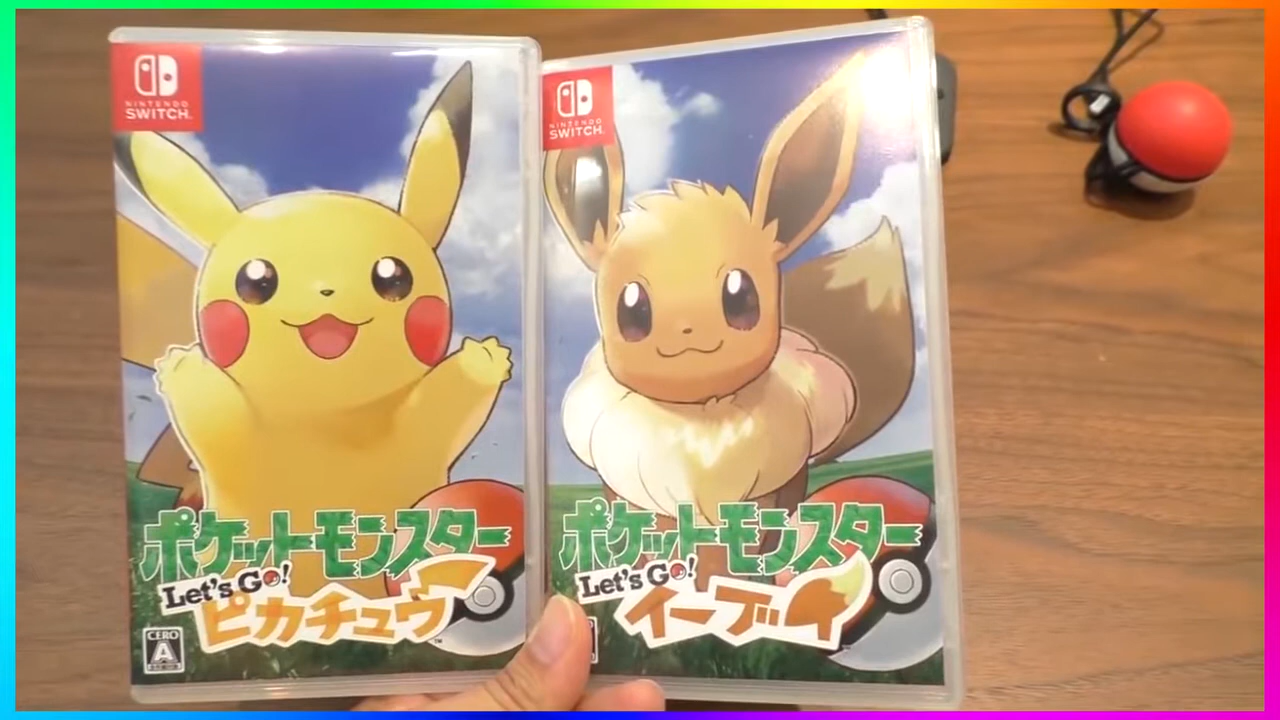 NINTENDO
SWITCH.
ポケットモンスター
Let's Go!
ピカチュウ
CERO
A
NINTENDO
SWITCH.
ポケットモンスター
Let's Go!
イーブイ